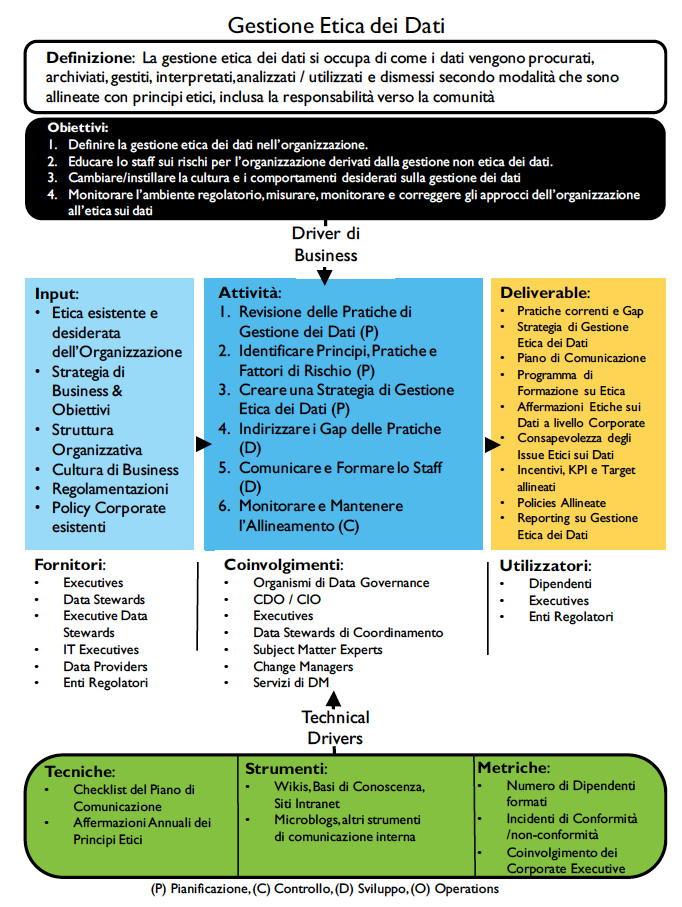 Gestione Etica dei Dati
Definizione: La gestione etica dei dati si occupa di come i dati vengono procurati,
archiviati, gestiti, interpretati,analizzati / utilizzati e dismessi secondo modalità che sono
allineate con principi etici, inclusa la responsabilità verso la comunità
Obiettivi:
1. Definire la gestione etica dei dati nell’organizzazione.
2. Educare lo staff sui rischi per l’organizzazione derivati dalla gestione non etica dei dati.
3. Cambiare/instillare la cultura e i comportamenti desiderati sulla gestione dei dati
4. Monitorare l’ambiente regolatorio, misurare, monitorare e correggere gli approcci dell’organizzazione
all’etica sui dati
Driver di
Business
Input:
• Etica esistente e
desiderata
dell’Organizzazione
• Strategia di
Business &
Obiettivi
• Struttura
Organizzativa
• Cultura di Business
• Regolamentazioni
• Policy Corporate
esistenti
Attività:
1. Revisione delle Pratiche di
Gestione dei Dati (P)
2. Identificare Principi, Pratiche e
Fattori di Rischio (P)
3. Creare una Strategia di Gestione
Etica dei Dati (P)
4. Indirizzare i Gap delle Pratiche
(D)
5. Comunicare e Formare lo Staff
(D)
6. Monitorare e Mantenere
l’Allineamento (C)
Deliverable:
• Pratiche correnti e Gap
• Strategia di Gestione
Etica dei Dati
• Piano di Comunicazione
• Programma di
Formazione su Etica
• Affermazioni Etiche sui
Dati a livello Corporate
• Consapevolezza degli
Issue Etici sui Dati
• Incentivi, KPI e Target
allineati
• Policies Allineate
• Reporting su Gestione
Etica dei Dati
Fornitori:
• Executives
• Data Stewards
• Executive Data
Stewards
• IT Executives
• Data Providers
• Enti Regolatori
Coinvolgimenti:
• Organismi di Data Governance
• CDO / CIO
• Executives
• Data Stewards di Coordinamento
• Subject Matter Experts
• Change Managers
• Servizi di DM
Utilizzatori:
• Dipendenti
• Executives
• Enti Regolatori
Technical
Drivers
Tecniche:
• Checklist del Piano di
Comunicazione
• Affermazioni Annuali dei
Principi Etici
Strumenti:
• Wikis, Basi di Conoscenza,
Siti Intranet
• Microblogs, altri strumenti
di comunicazione interna
Metriche:
• Numero di Dipendenti
formati
• Incidenti di Conformità
/non-conformità
• Coinvolgimento dei
Corporate Executive
(P) Pianificazione, (C) Controllo, (D) Sviluppo, (O) Operations